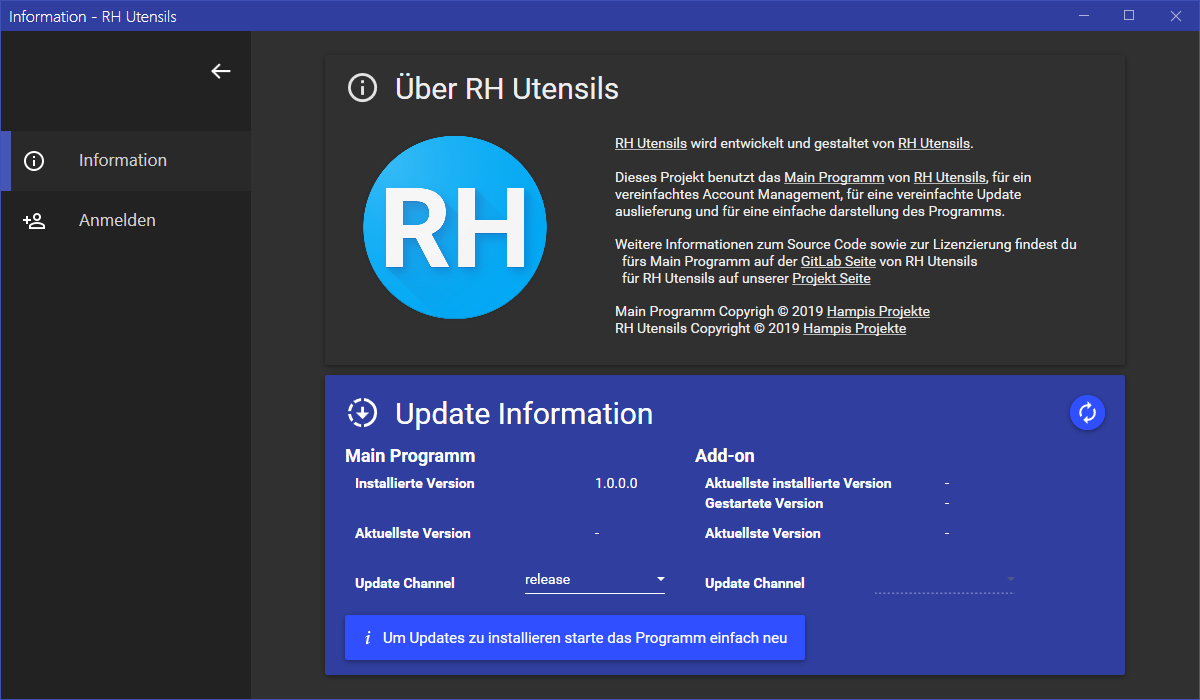 Information - RH Utensils
Information
Anmelden
Über RH Utensils
RH
RH Utensils wird entwickelt und gestaltet von RH Utensils.
Dieses Projekt benutzt das Main Programm von RH Utensils, für ein
vereinfachtes Account Management, für eine vereinfachte Update
auslieferung und für eine einfache darstellung des Programms.
Weitere Informationen zum Source Code sowie zur Lizenzierung findest du
fürs Main Programm auf der GitLab Seite von RH Utensils
für RH Utensils auf unserer Projekt Seite
Main Programm Copyrigh © 2019 Hampis Projekte
RH Utensils Copyright © 2019 Hampis Projekte
Update Information
Main Programm
Installierte Version 1.0.0.0
Aktuellste Version -
Update Channel release
Add-on
Aktuellste installierte Version -
Gestartete Version -
Aktuellste Version -
Update Channel
i Um Updates zu installieren starte das Programm einfach neu